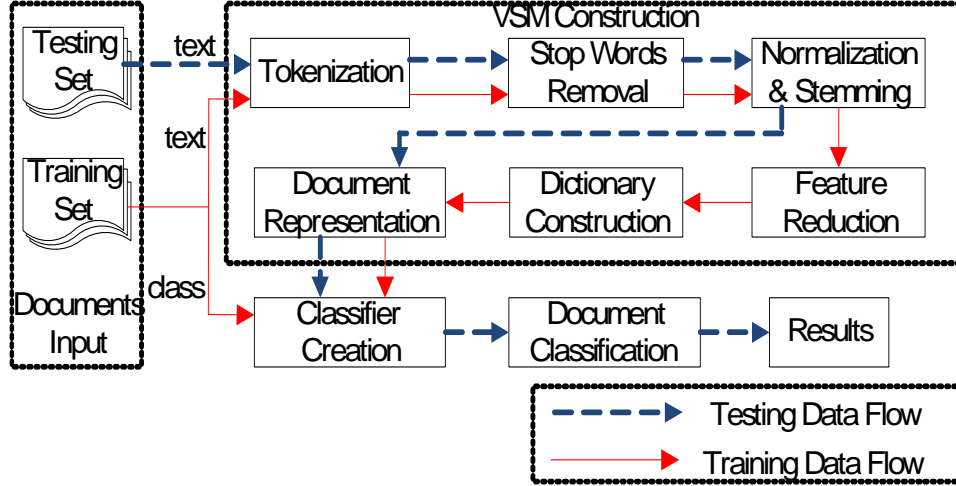 VSM Construction
Testing
Set
text
Tokenization
Stop Words
Removal
Normalization
& Stemming
text
Training
Set
Document
Representation
Dictionary
Construction
Feature
Reduction
class
Documents
Input
Classifier
Creation
Document
Classification
Results
Testing Data Flow
Training Data Flow